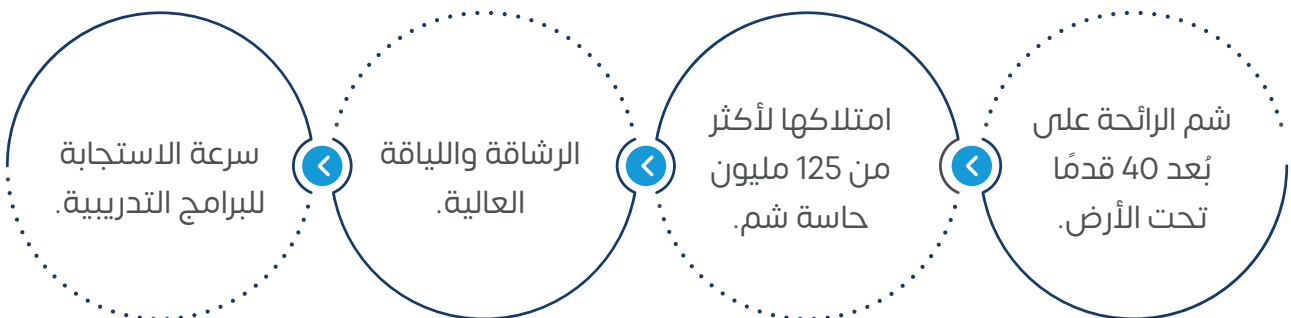 شم الرائحة على
بُعد 40 قدمًا
تحت الأرض.
امتلاكها لأكثر
من 125 مليون
حاسة شم.
الرشاقة واللياقة
العالية.
سرعة الاستجابة
للبرامج التدريبية.